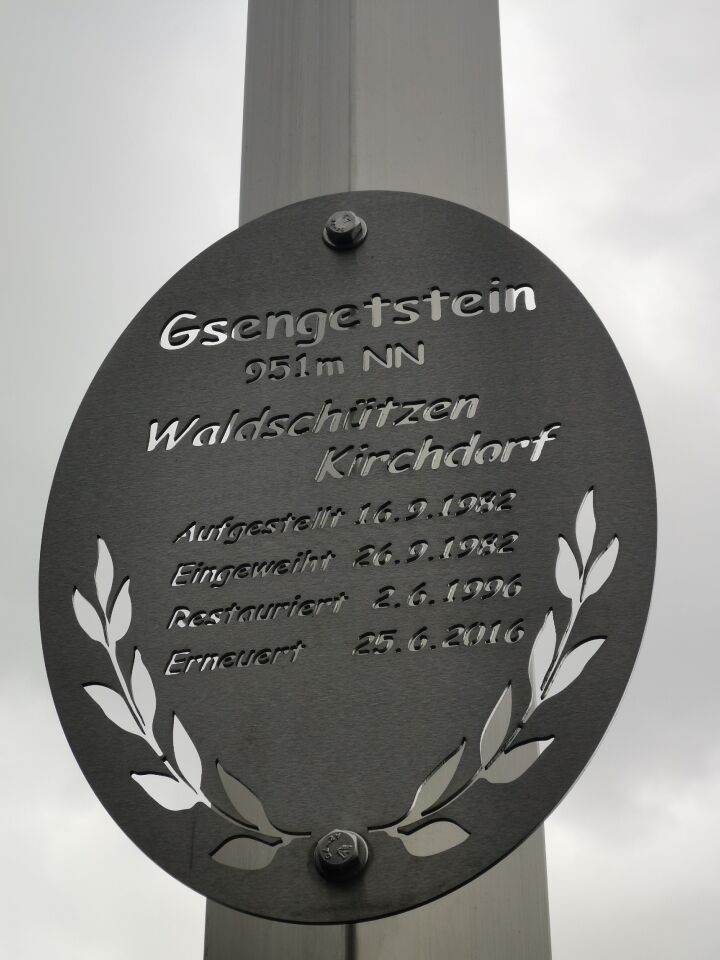 Gsengetstein
951m NN
Waldschützen
Kirchdorf
Aufgestellt 16.9.1982
Eingeweiht 26.9.1982
Restauriert 2.6.1996
Erneuert 25.6.2016